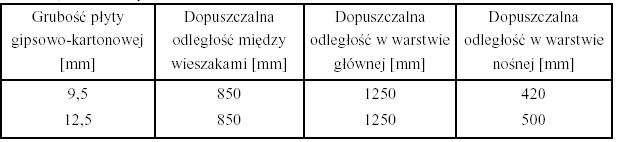 Grubość płyty
gipsowo-kartonowej
[mm]
Dopuszczalna
odległość między
wieszakami [mm]
Dopuszczalna
odległość w warstwie
głównej [mm]
Dopuszczalna
odległość w warstwie
nośnej [mm]
9,5 850 1250 420
12,5 850 1250 500